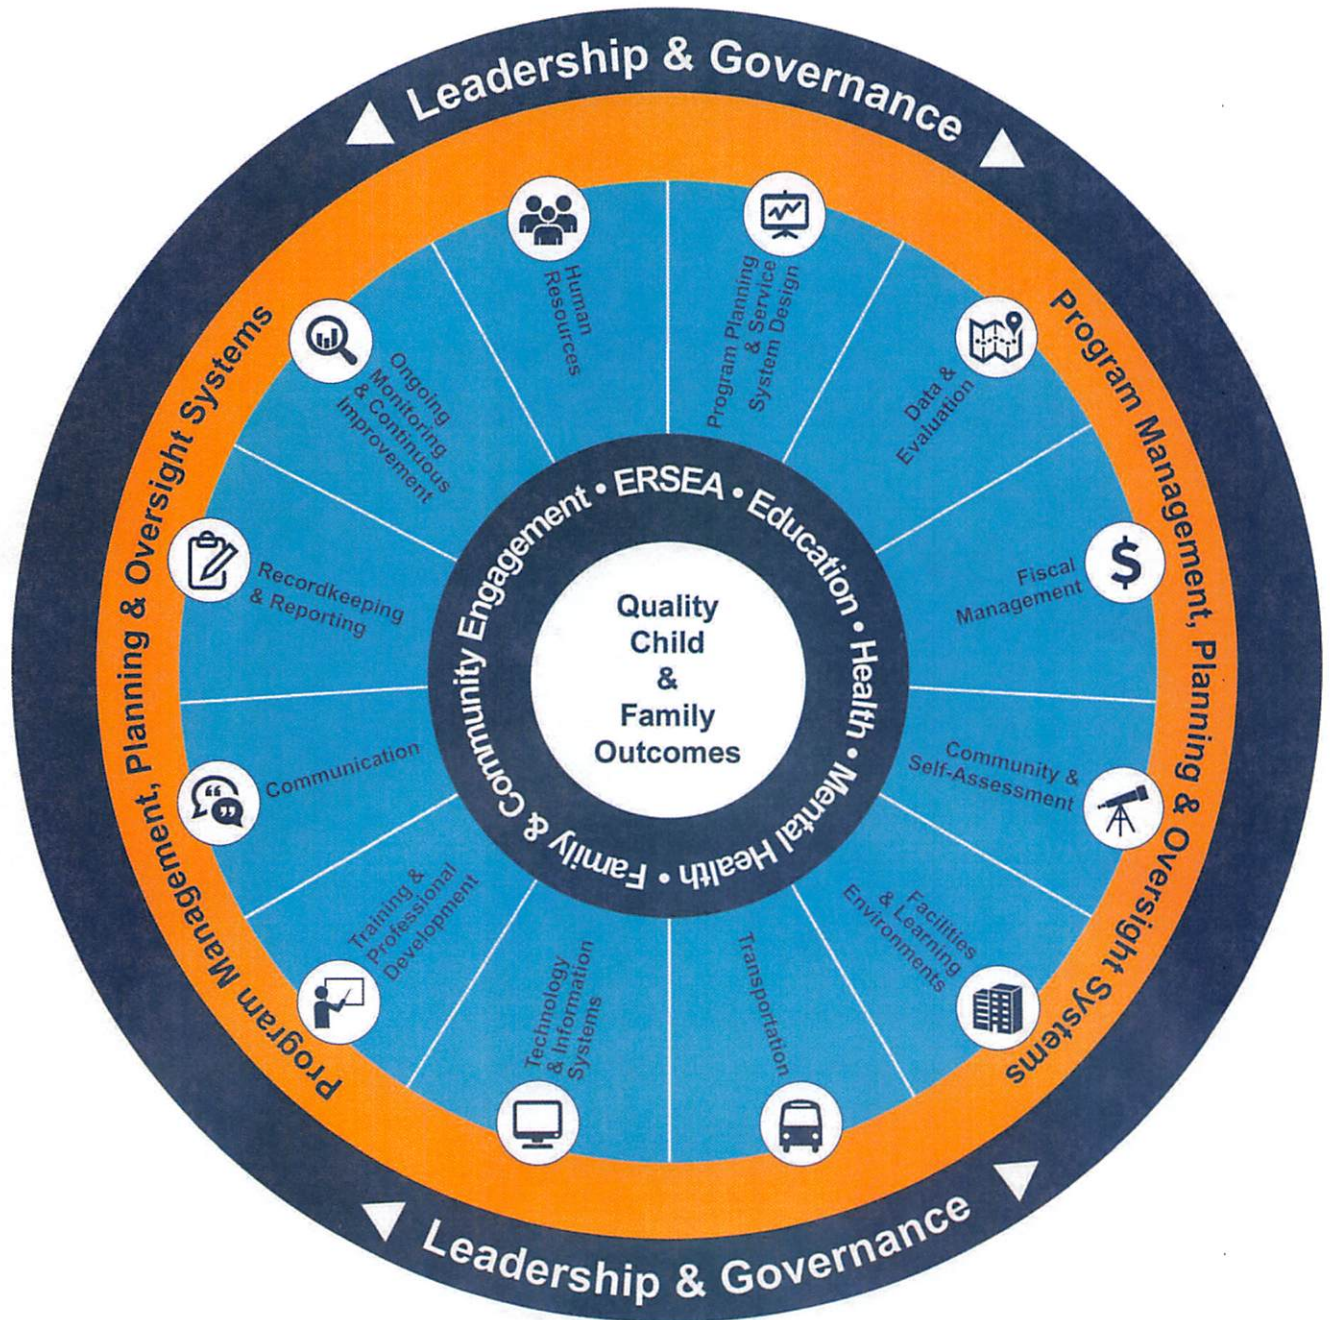 Leadership & Governance
Program Management, Planning & Oversight Systems
Program Management, Planning & Oversight Systems
Program Planning
& Service
System Design
Data &
Evaluation
Fiscal
Management
Community &
Self-Assessment
Facilities
& Learning
Environments
Transportation
Technology
& Information
Systems
Training &
Professional
Development
Communication
Recordkeeping
& Reporting
Ongoing
Monitoring
& Continuous
Improvement
Human
Resources
ERSEA • Education • Health • Mental Health • Family & Community Engagement •
Quality
Child
&
Family
Outcomes
$
Leadership & Governance